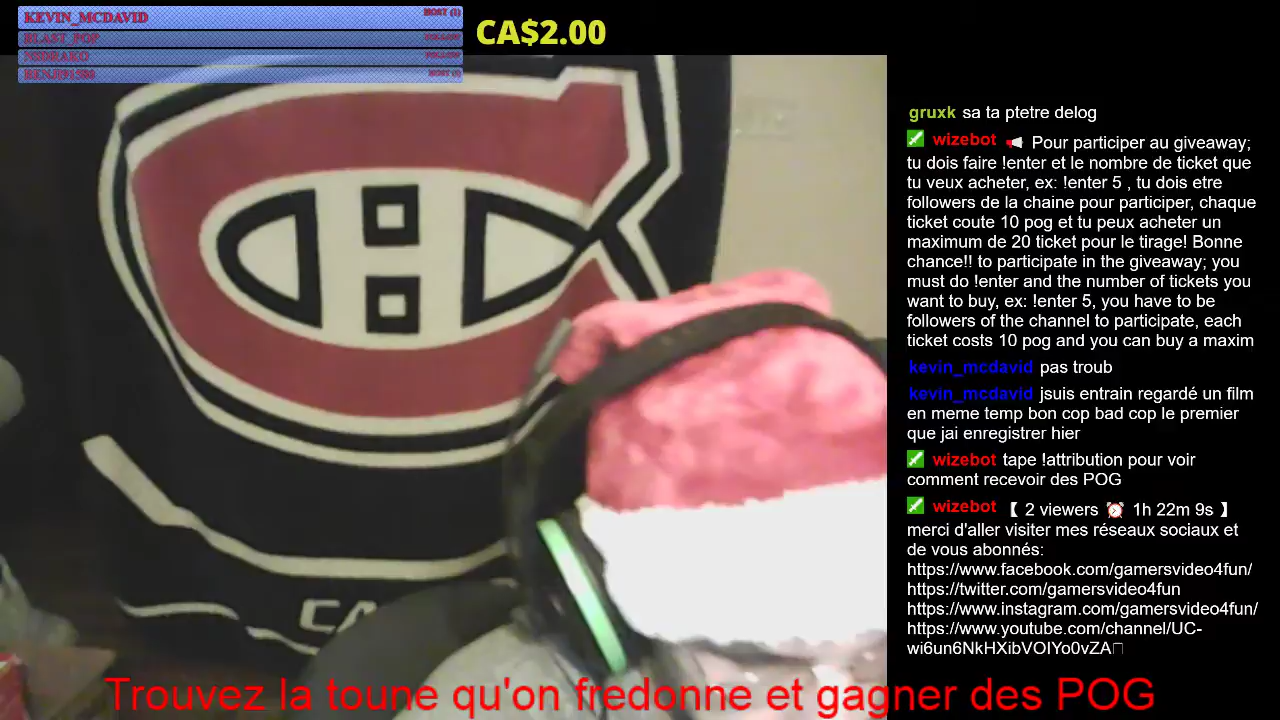 KEVIN_MCDAVID HOST (1)
BLAST_POP FOLLOW
NSDRAKO FOLLOW
HOST (1)
CA$2.00
gruxk sa ta ptetre delog
wizebot Pour participer au giveaway;
tu dois faire !enter et le nombre de ticket que
tu veux acheter, ex: !enter 5 , tu dois etre
followers de la chaine pour participer, chaque
ticket coute 10 pog et tu peux acheter un
maximum de 20 ticket pour le tirage! Bonne
chance!! to participate in the giveaway; you
must do !enter and the number of tickets you
want to buy, ex: !enter 5, you have to be
followers of the channel to participate, each
ticket costs 10 pog and you can buy a maxim
kevin_mcdavid pas troub
kevin_mcdavid jsuis entrain regardé un film
en meme temp bon cop bad cop le premier
que jai enregistrer hier
wizebot tape !attribution pour voir
comment recevoir des POG
wizebot 【 2 viewers ⏰ 1h 22m 9s 】
merci d'aller visiter mes réseaux sociaux et
de vous abonnés:
https://www.facebook.com/gamersvideo4fun/
https://twitter.com/gamersvideo4fun
https://www.instagram.com/gamersvideo4fun/
https://www.youtube.com/channel/UC-
wi6un6NkHXibVOIYo0vZA
CA
Trouvez la toune qu'on fredonne et gagner des POG